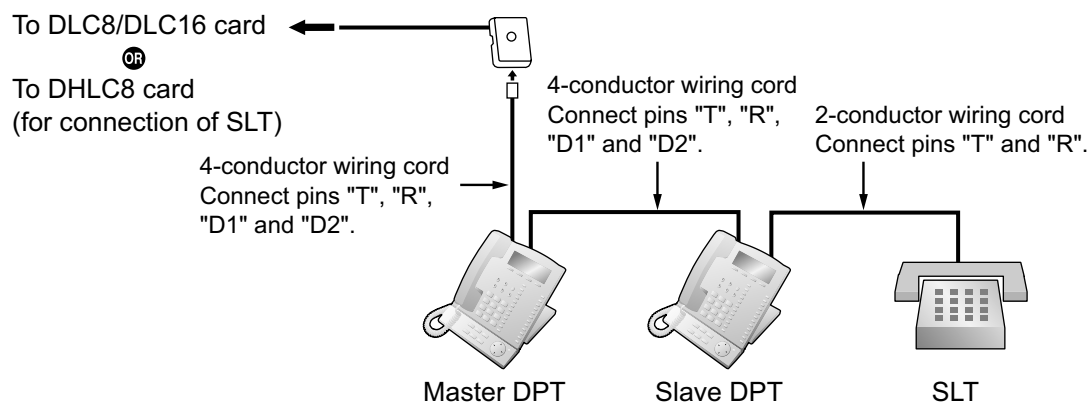 To DLC8/DLC16 card
OR
To DHLC8 card
(for connection of SLT)
4-conductor wiring cord
Connect pins "T", "R",
"D1" and "D2".
4-conductor wiring cord
Connect pins "T", "R",
"D1" and "D2".
2-conductor wiring cord
Connect pins "T" and "R".
Master DPT
Slave DPT
SLT